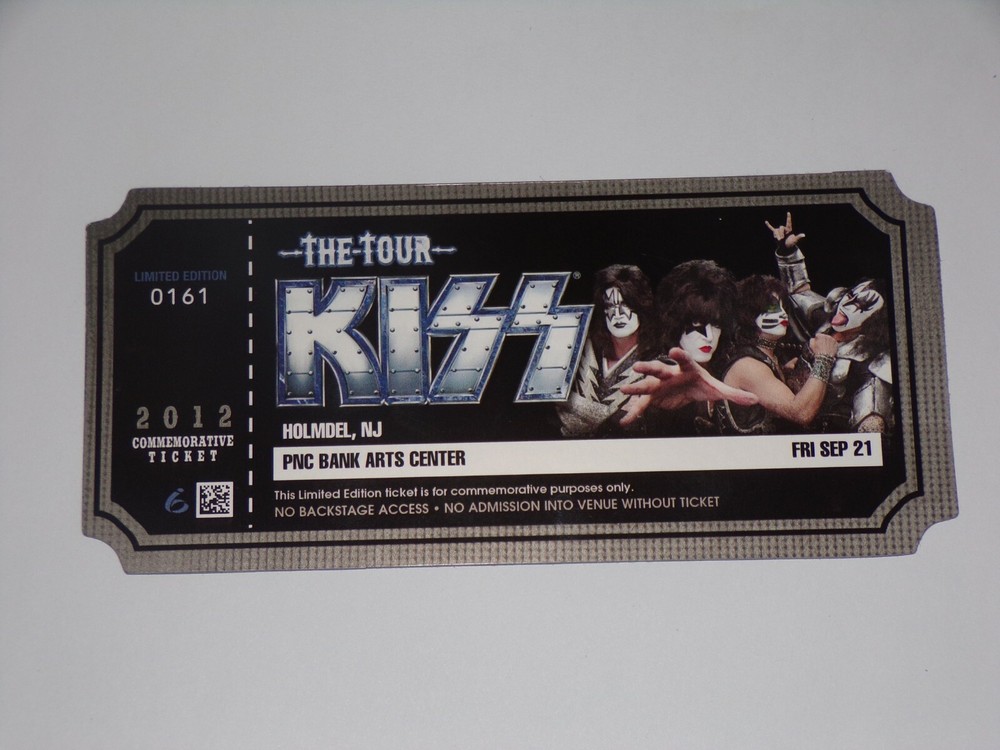 LIMITED EDITION
0161
2012
COMMEMORATIVE
TICKET
THE TOUR
KISS®
HOLMDEL, NJ
PNC BANK ARTS CENTER
FRI SEP 21
This Limited Edition ticket is for commemorative purposes only.
NO BACKSTAGE ACCESS • NO ADMISSION INTO VENUE WITHOUT TICKET